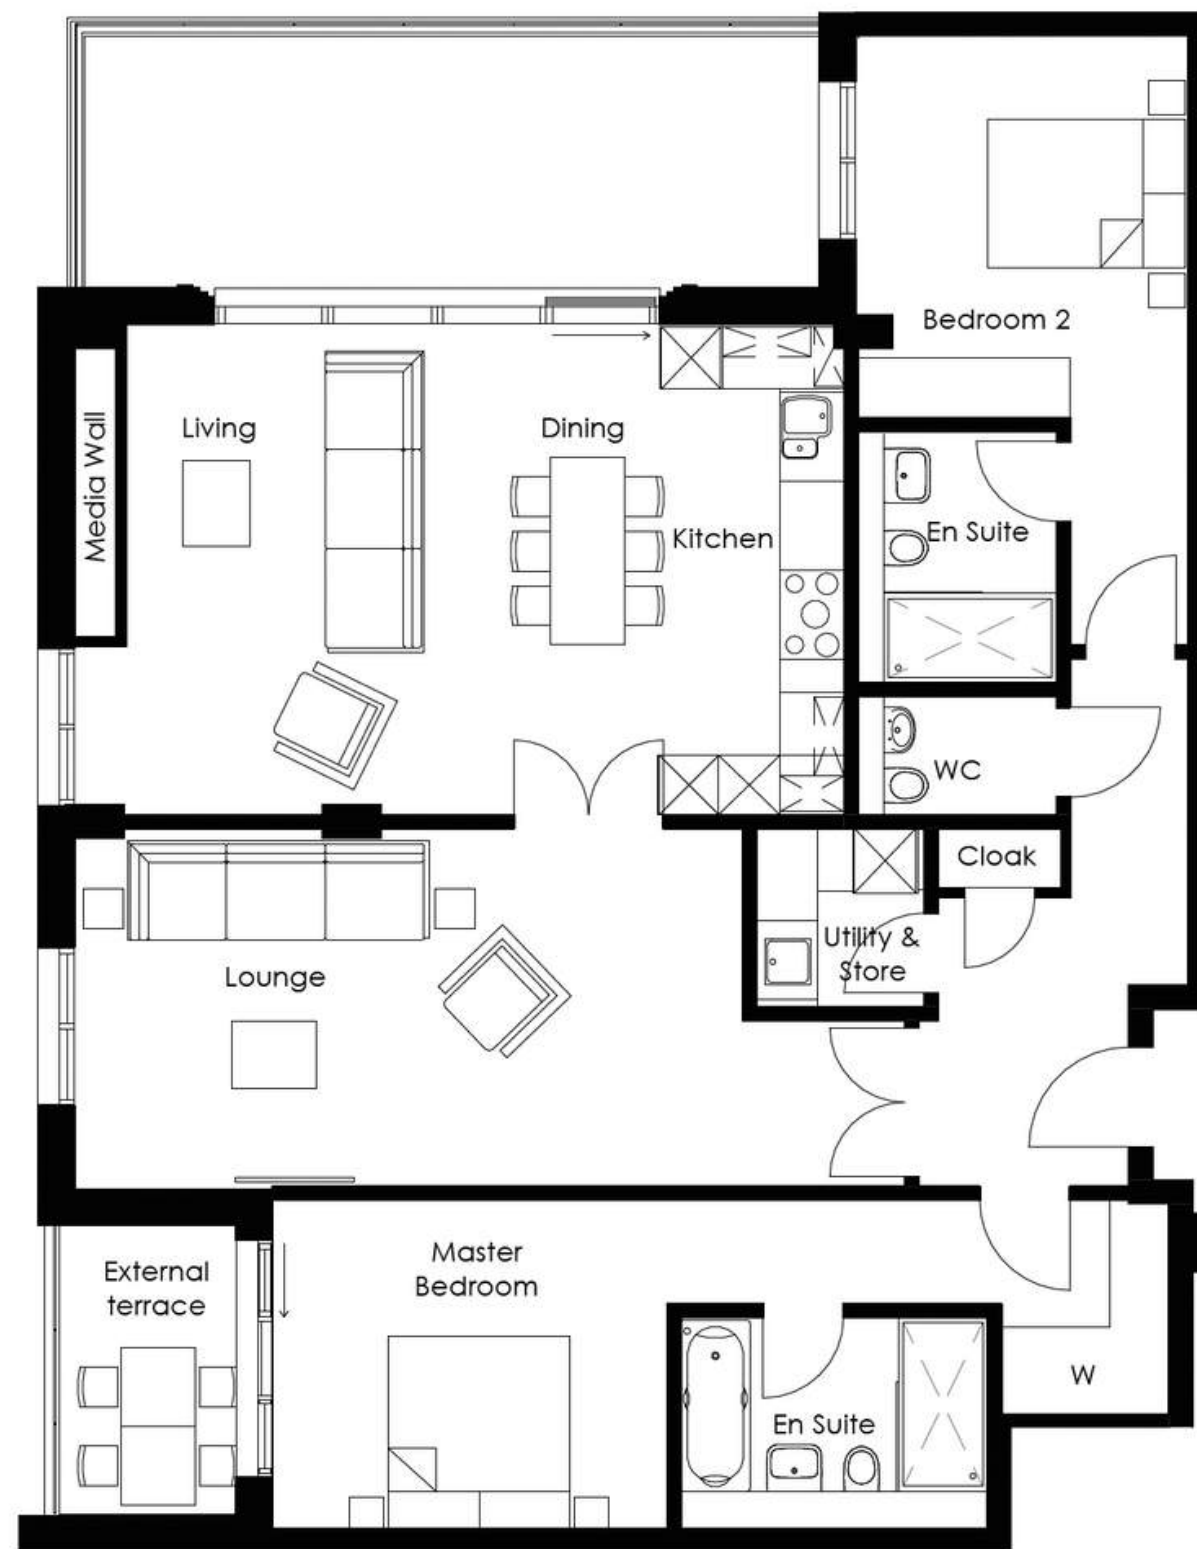 Bedroom 2
Living
Dining
Media Wall
Kitchen
En Suite
WC
Cloak
Utility &
Store
Lounge
Master
Bedroom
External
terrace
W
En Suite